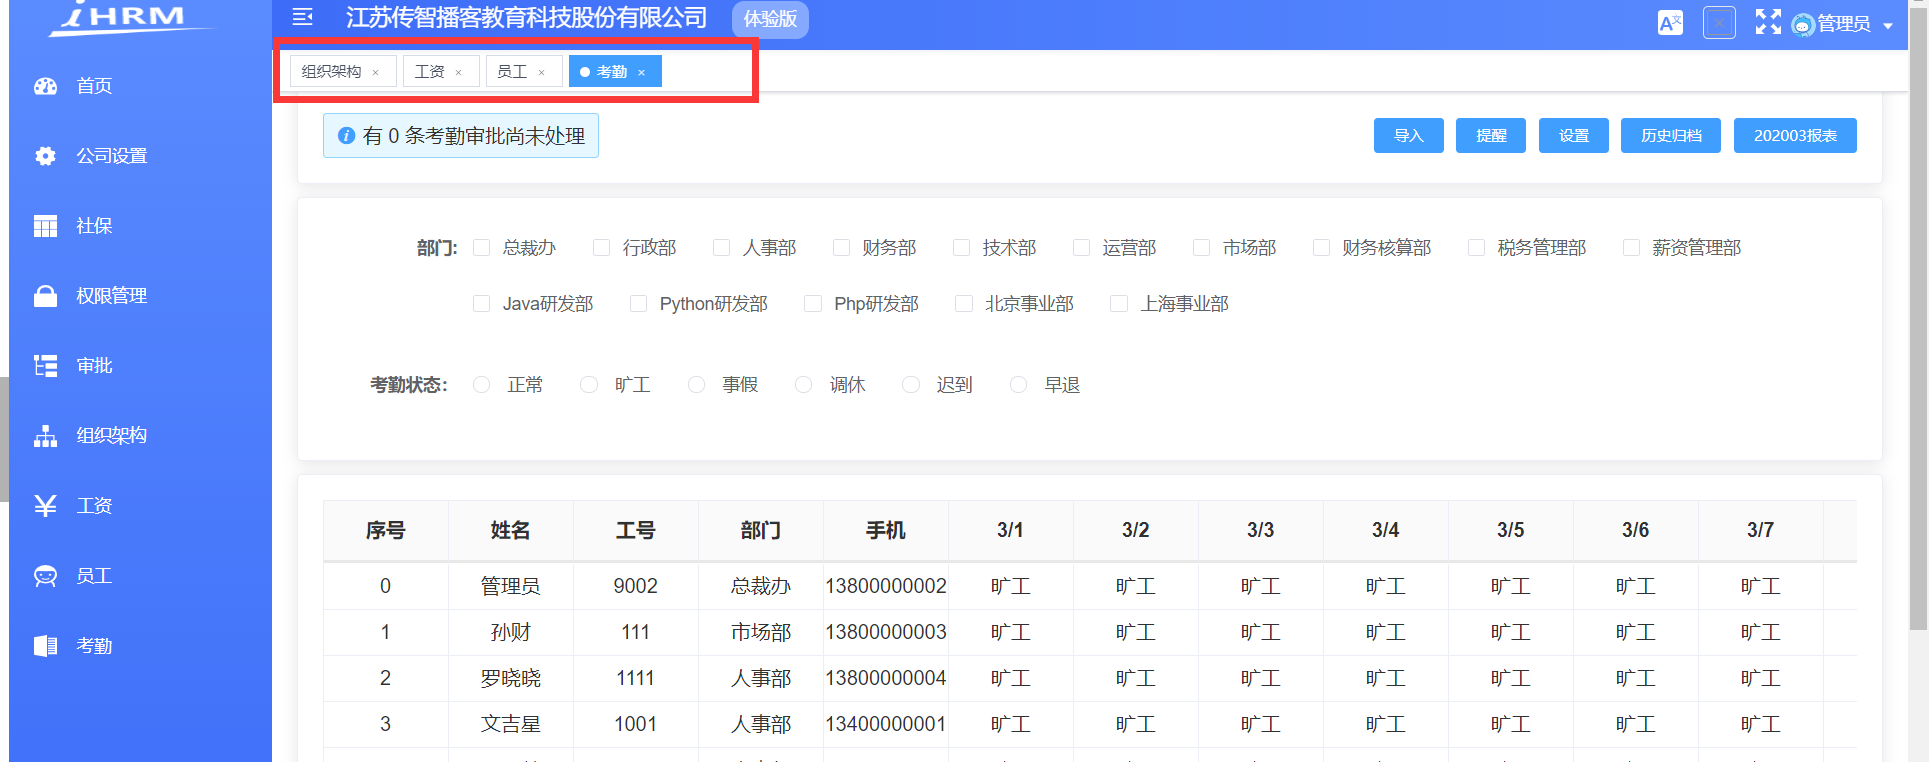 iHRM
江苏传智播客教育科技股份有限公司 体验版
管理员
首页
公司设置
社保
权限管理
审批
组织架构
工资
员工
考勤
组织架构 × 工资 × 员工 × 考勤 ×
有 0 条考勤审批尚未处理
导入 提醒 设置 历史归档 202003报表
部门: 总裁办 行政部 人事部 财务部 技术部 运营部 市场部 财务核算部 税务管理部 薪资管理部
Java研发部 Python研发部 Php研发部 北京事业部 上海事业部
考勤状态: 正常 旷工 事假 调休 迟到 早退
序号 姓名 工号 部门 手机 3/1 3/2 3/3 3/4 3/5 3/6 3/7
0 管理员 9002 总裁办 13800000002 旷工 旷工 旷工 旷工 旷工 旷工 旷工
1 孙财 111 市场部 13800000003 旷工 旷工 旷工 旷工 旷工 旷工 旷工
2 罗晓晓 1111 人事部 13800000004 旷工 旷工 旷工 旷工 旷工 旷工 旷工
3 文吉星 1001 人事部 13400000001 旷工 旷工 旷工 旷工 旷工 旷工 旷工